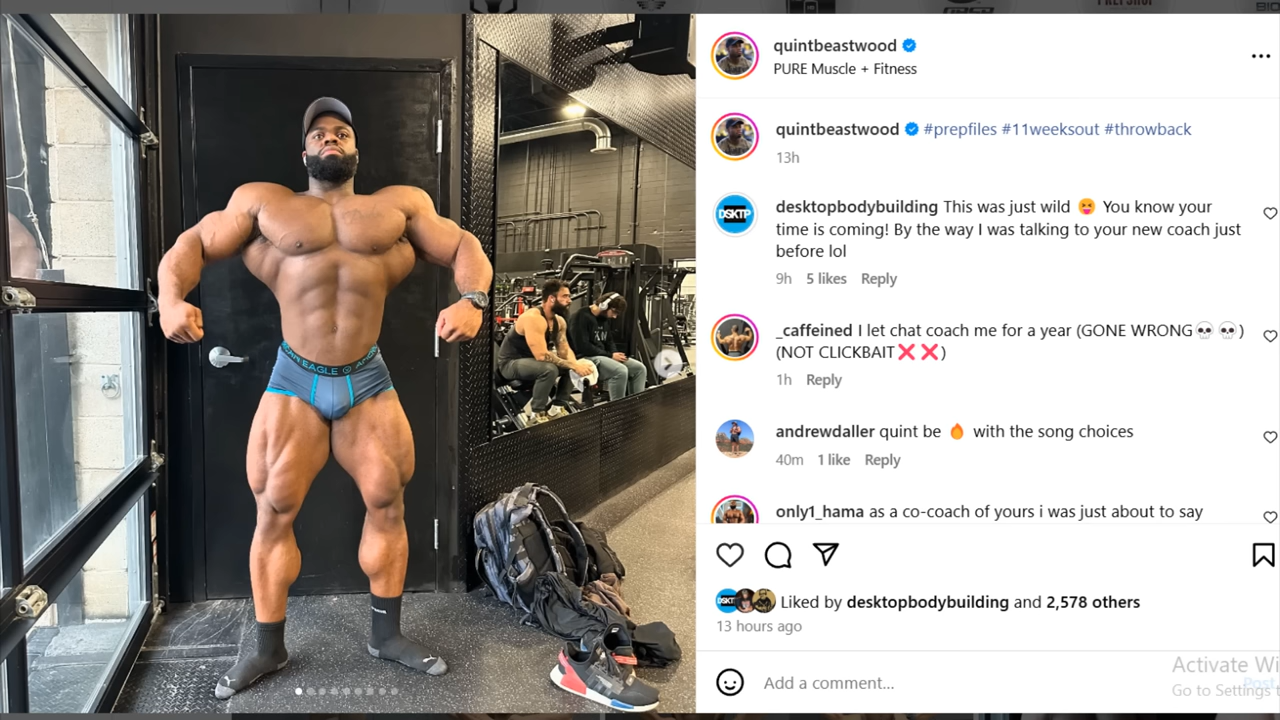 quintbeastwood
PURE Muscle + Fitness
quintbeastwood #prepfiles #11weeksout #throwback
13h
DSKTP
desktopbodybuilding This was just wild 😝 You know your
time is coming! By the way I was talking to your new coach just
before lol
9h 5 likes Reply
_caffeined I let chat coach me for a year (GONE WRONG💀💀)
(NOT CLICKBAIT❌❌)
1h Reply
andrewdaller quint be 🔥 with the song choices
40m 1 like Reply
only1_hama as a co-coach of yours i was just about to say
Liked by desktopbodybuilding and 2,578 others
13 hours ago
Add a comment...
Post
Activate Wi
Go to Settings t
EAGLE